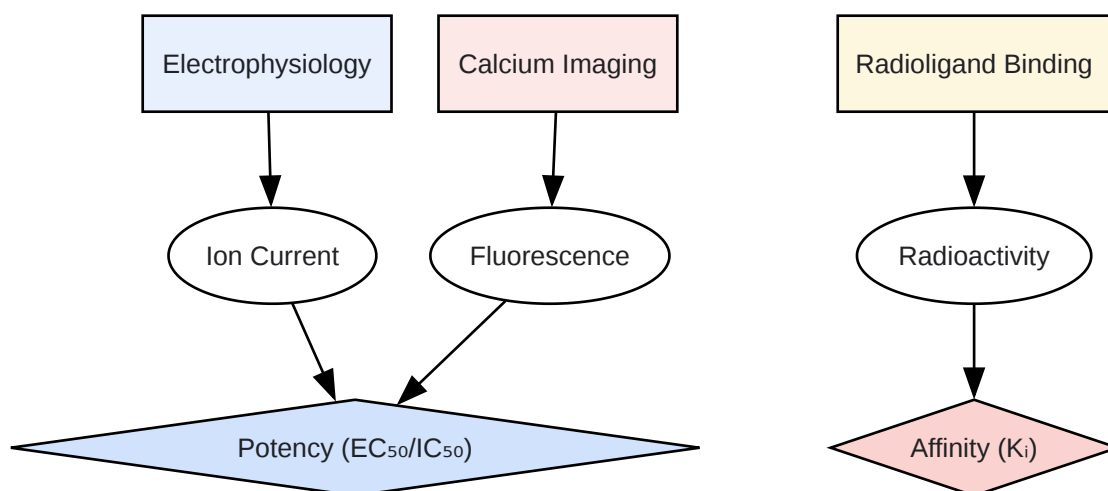 Electrophysiology
Calcium Imaging
Radioligand Binding
Ion Current
Fluorescence
Radioactivity
Potency (EC₅₀/IC₅₀)
Affinity (Kᵢ)